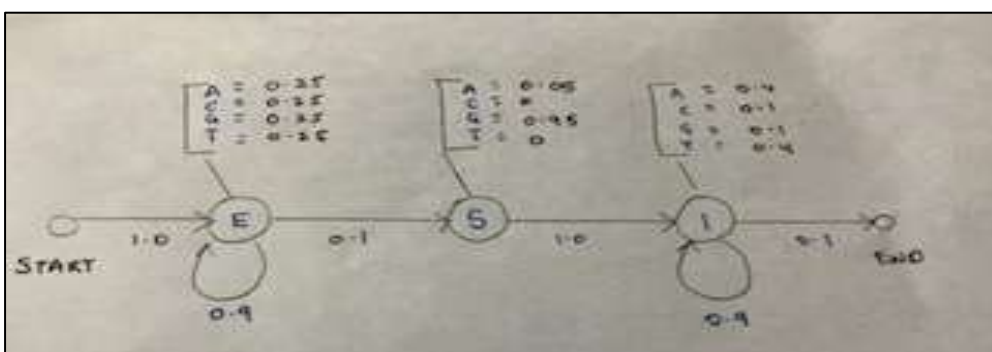 A = 0.25
C = 0.25
G = 0.25
T = 0.25
A = 0.05
C = 0
G = 0.95
T = 0
A = 0.4
C = 0.1
G = 0.1
T = 0.4
E
S
I
1.0
0.1
1.0
0.1
START
END
0.9
0.9